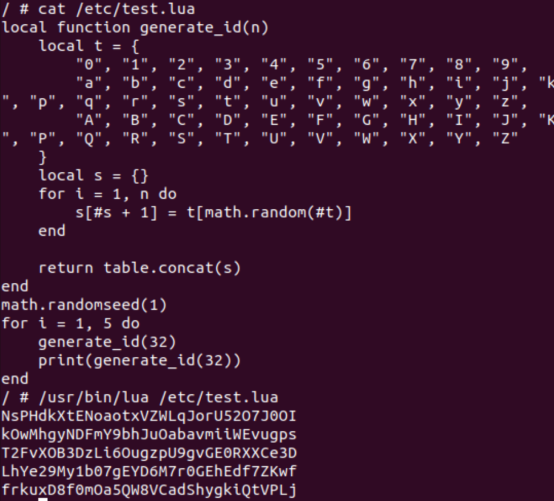 / # cat /etc/test.lua
local function generate_id(n)
    local t = {
        "0", "1", "2", "3", "4", "5", "6", "7", "8", "9",
        "a", "b", "c", "d", "e", "f", "g", "h", "i", "j", "k
", "p", "q", "r", "s", "t", "u", "v", "w", "x", "y", "z",
        "A", "B", "C", "D", "E", "F", "G", "H", "I", "J", "K
", "P", "Q", "R", "S", "T", "U", "V", "W", "X", "Y", "Z"
    }
    local s = {}
    for i = 1, n do
        s[#s + 1] = t[math.random(#t)]
    end
    return table.concat(s)
end
math.randomseed(1)
for i = 1, 5 do
    generate_id(32)
    print(generate_id(32))
end
/ # /usr/bin/lua /etc/test.lua
NsPHdkXtENoaotxVZWLqJorU52O7J0OI
kOwMhgyNDFmY9bhJuOabavmiiWEvugps
T2FvXOB3DzLi6OugzpU9gvGE0RXXCe3D
LhYe29My1b07gEYD6M7r0GEhEdf7ZKwf
frkuxD8f0mOa5QW8VCadShygkiQtVPLj